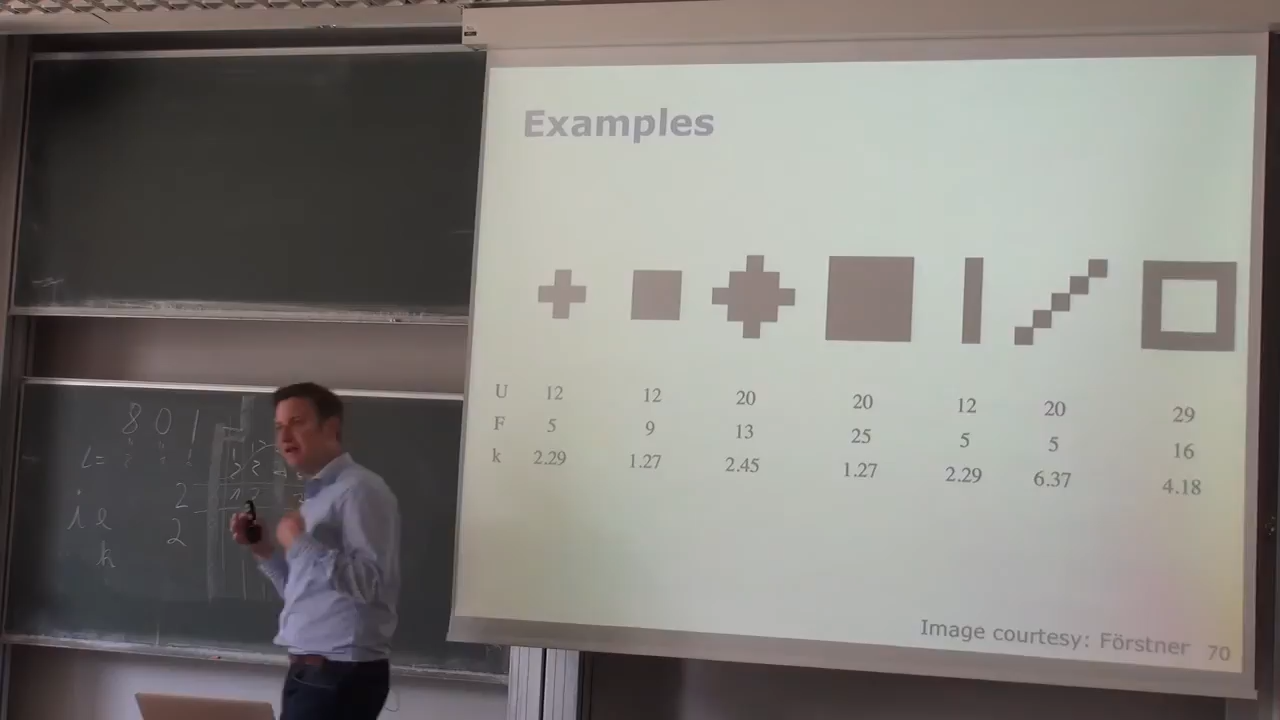 Examples
U 12 12 20 20 12 20 29
F 5 9 13 25 5 5 16
k 2.29 1.27 2.45 1.27 2.29 6.37 4.18
Image courtesy: Förstner 70
8 0 1
L=
i e 2
k 2